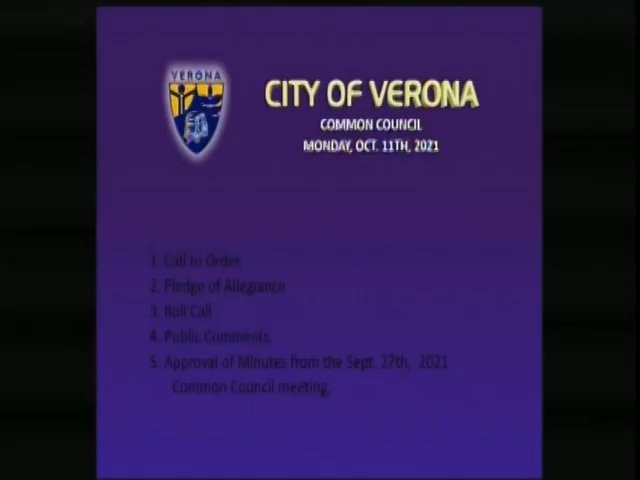 VERONA
CITY OF VERONA
COMMON COUNCIL
MONDAY, OCT. 11TH, 2021
1. Call to Order
2. Pledge of Allegiance
3. Roll Call
4. Public Comments
5. Approval of Minutes from the Sept. 27th, 2021
Common Council meeting.